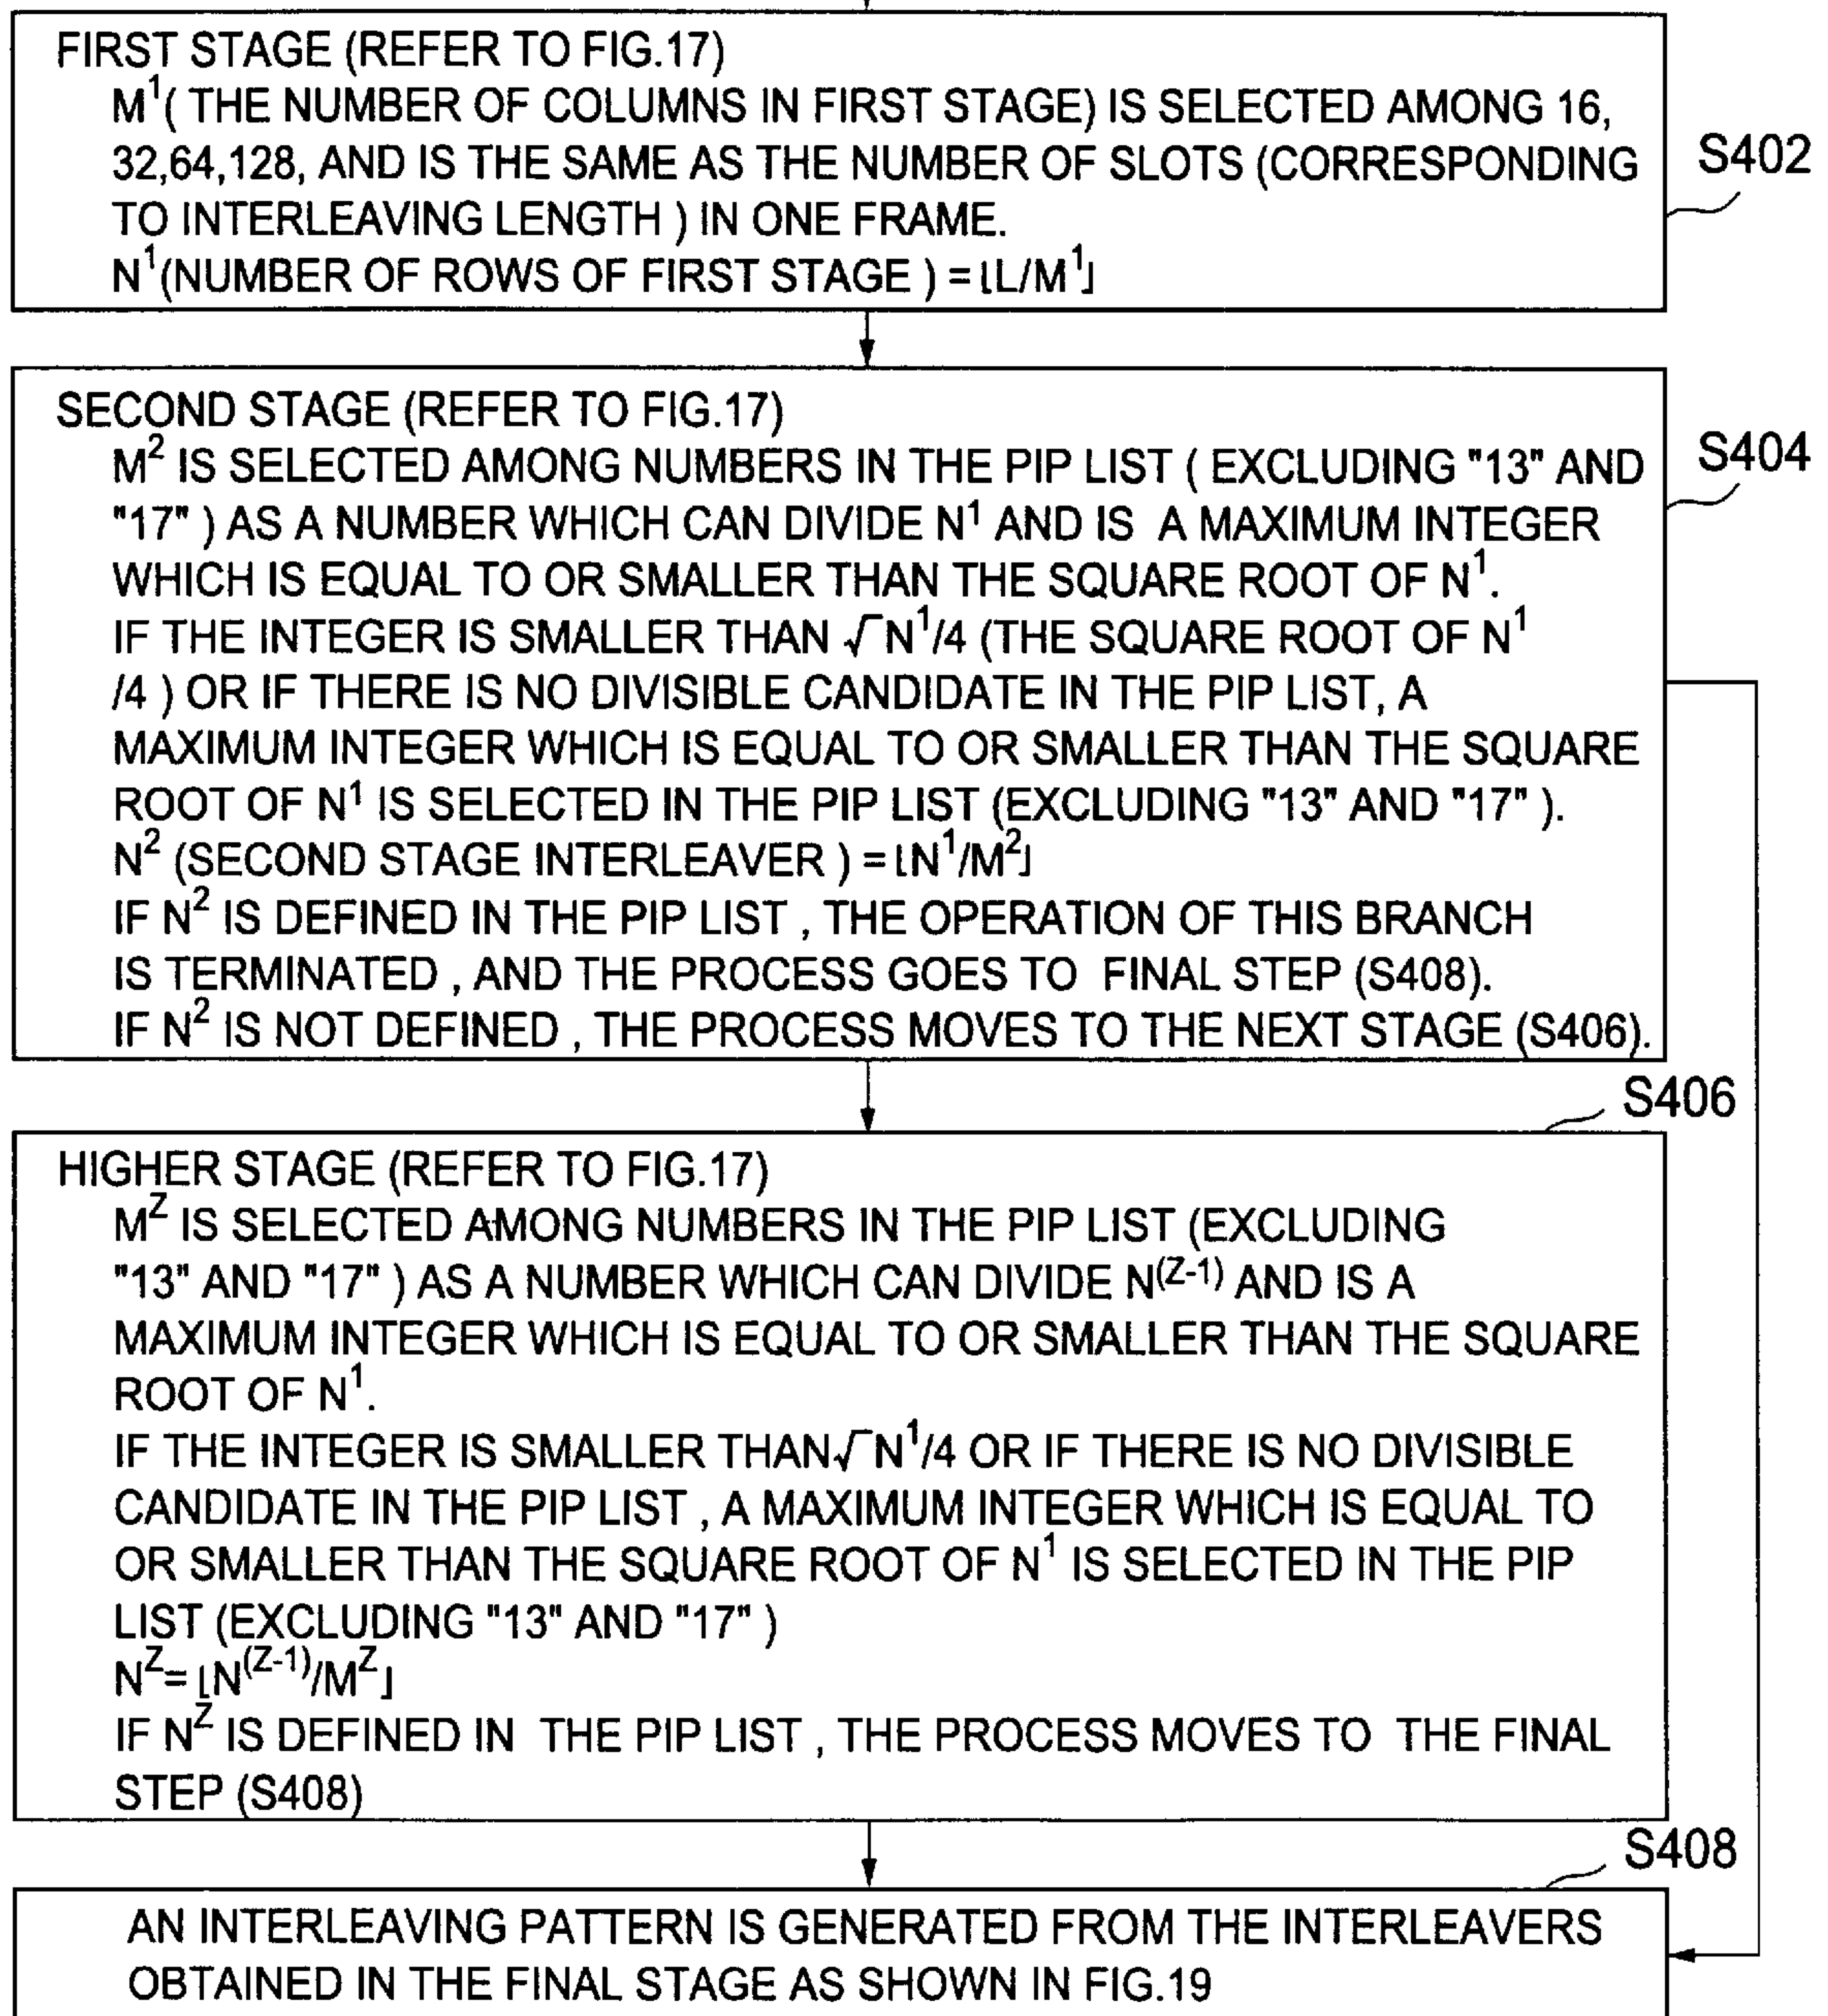 FIRST STAGE (REFER TO FIG.17)
M¹( THE NUMBER OF COLUMNS IN FIRST STAGE) IS SELECTED AMONG 16,
32,64,128, AND IS THE SAME AS THE NUMBER OF SLOTS (CORRESPONDING
TO INTERLEAVING LENGTH ) IN ONE FRAME.
N¹(NUMBER OF ROWS OF FIRST STAGE ) = ⌊L/M¹⌋
S402
SECOND STAGE (REFER TO FIG.17)
M² IS SELECTED AMONG NUMBERS IN THE PIP LIST ( EXCLUDING "13" AND
"17" ) AS A NUMBER WHICH CAN DIVIDE N¹ AND IS A MAXIMUM INTEGER
WHICH IS EQUAL TO OR SMALLER THAN THE SQUARE ROOT OF N¹.
IF THE INTEGER IS SMALLER THAN √N¹/4 (THE SQUARE ROOT OF N¹
/4 ) OR IF THERE IS NO DIVISIBLE CANDIDATE IN THE PIP LIST, A
MAXIMUM INTEGER WHICH IS EQUAL TO OR SMALLER THAN THE SQUARE
ROOT OF N¹ IS SELECTED IN THE PIP LIST (EXCLUDING "13" AND "17" ).
N² (SECOND STAGE INTERLEAVER ) = ⌊N¹/M²⌋
IF N² IS DEFINED IN THE PIP LIST , THE OPERATION OF THIS BRANCH
IS TERMINATED , AND THE PROCESS GOES TO FINAL STEP (S408).
IF N² IS NOT DEFINED , THE PROCESS MOVES TO THE NEXT STAGE (S406).
S404
S406
HIGHER STAGE (REFER TO FIG.17)
Mᶻ IS SELECTED AMONG NUMBERS IN THE PIP LIST (EXCLUDING
"13" AND "17" ) AS A NUMBER WHICH CAN DIVIDE N⁽ᶻ⁻¹⁾ AND IS A
MAXIMUM INTEGER WHICH IS EQUAL TO OR SMALLER THAN THE SQUARE
ROOT OF N¹.
IF THE INTEGER IS SMALLER THAN√N¹/4 OR IF THERE IS NO DIVISIBLE
CANDIDATE IN THE PIP LIST , A MAXIMUM INTEGER WHICH IS EQUAL TO
OR SMALLER THAN THE SQUARE ROOT OF N¹ IS SELECTED IN THE PIP
LIST (EXCLUDING "13" AND "17" )
Nᶻ= ⌊N⁽ᶻ⁻¹⁾/Mᶻ⌋
IF Nᶻ IS DEFINED IN THE PIP LIST , THE PROCESS MOVES TO THE FINAL
STEP (S408)
S408
AN INTERLEAVING PATTERN IS GENERATED FROM THE INTERLEAVERS
OBTAINED IN THE FINAL STAGE AS SHOWN IN FIG.19